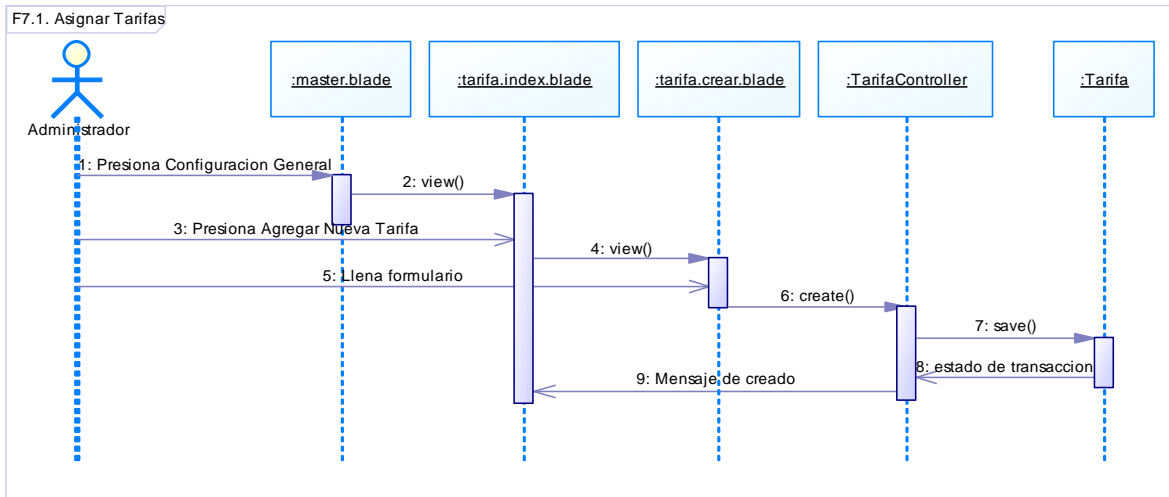 F7.1. Asignar Tarifas
:master.blade
:tarifa.index.blade
:tarifa.crear.blade
:TarifaController
:Tarifa
Administrador
1: Presiona Configuracion General
2: view()
3: Presiona Agregar Nueva Tarifa
4: view()
5: Llena formulario
6: create()
7: save()
8: estado de transaccion
9: Mensaje de creado